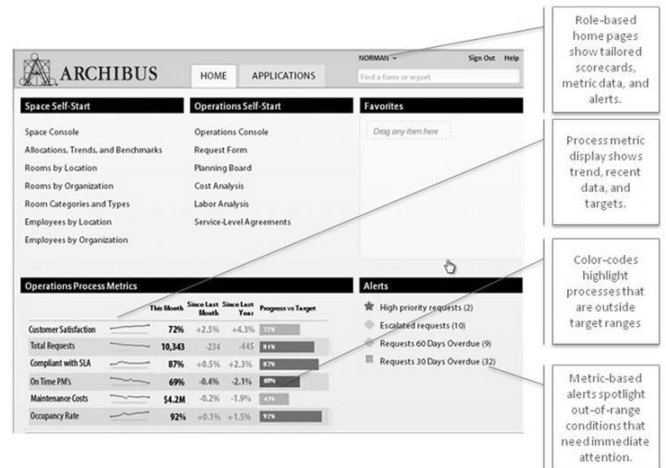 ARCHIBUS
HOME
APPLICATIONS
NORMAN
Sign Out
Help
Find a form or report
Space Self-Start
Space Console
Allocations, Trends, and Benchmarks
Rooms by Location
Rooms by Organization
Room Categories and Types
Employees by Location
Employees by Organization
Operations Self-Start
Operations Console
Request Form
Planning Board
Cost Analysis
Labor Analysis
Service-Level Agreements
Favorites
Drag any item here
Operations Process Metrics
This Month Since Last Month Since Last Year Progress vs Target
Customer Satisfaction 72% +2.5% +4.3% 72%
Total Requests 10,343 -234 -445 81%
Compliant with SLA 87% +0.5% +2.3% 87%
On Time PM's 69% -0.4% -2.1% 69%
Maintenance Costs $4.2M -0.2% -1.9% 43%
Occupancy Rate 92% +0.1% +1.5% 92%
Alerts
High priority requests (2)
Escalated requests (10)
Requests 60 Days Overdue (9)
Requests 30 Days Overdue (32)
Role-based
home pages
show tailored
scorecards,
metric data, and
alerts.
Process metric
display shows
trend, recent
data, and
targets.
Color-codes
highlight
processes that
are outside
target ranges
Metric-based
alerts spotlight
out-of-range
conditions that
need immediate
attention.